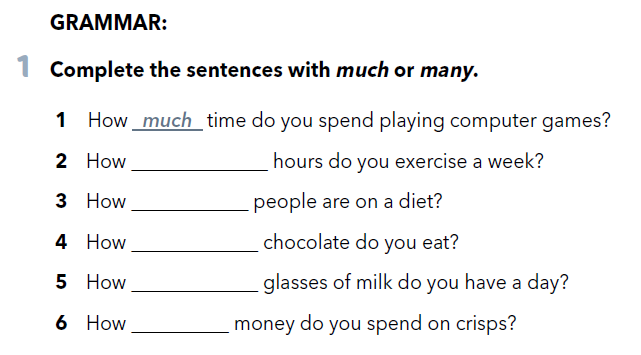 GRAMMAR:
1 Complete the sentences with much or many.
1 How much time do you spend playing computer games?
2 How ____________ hours do you exercise a week?
3 How __________ people are on a diet?
4 How ___________ chocolate do you eat?
5 How ___________ glasses of milk do you have a day?
6 How ________ money do you spend on crisps?